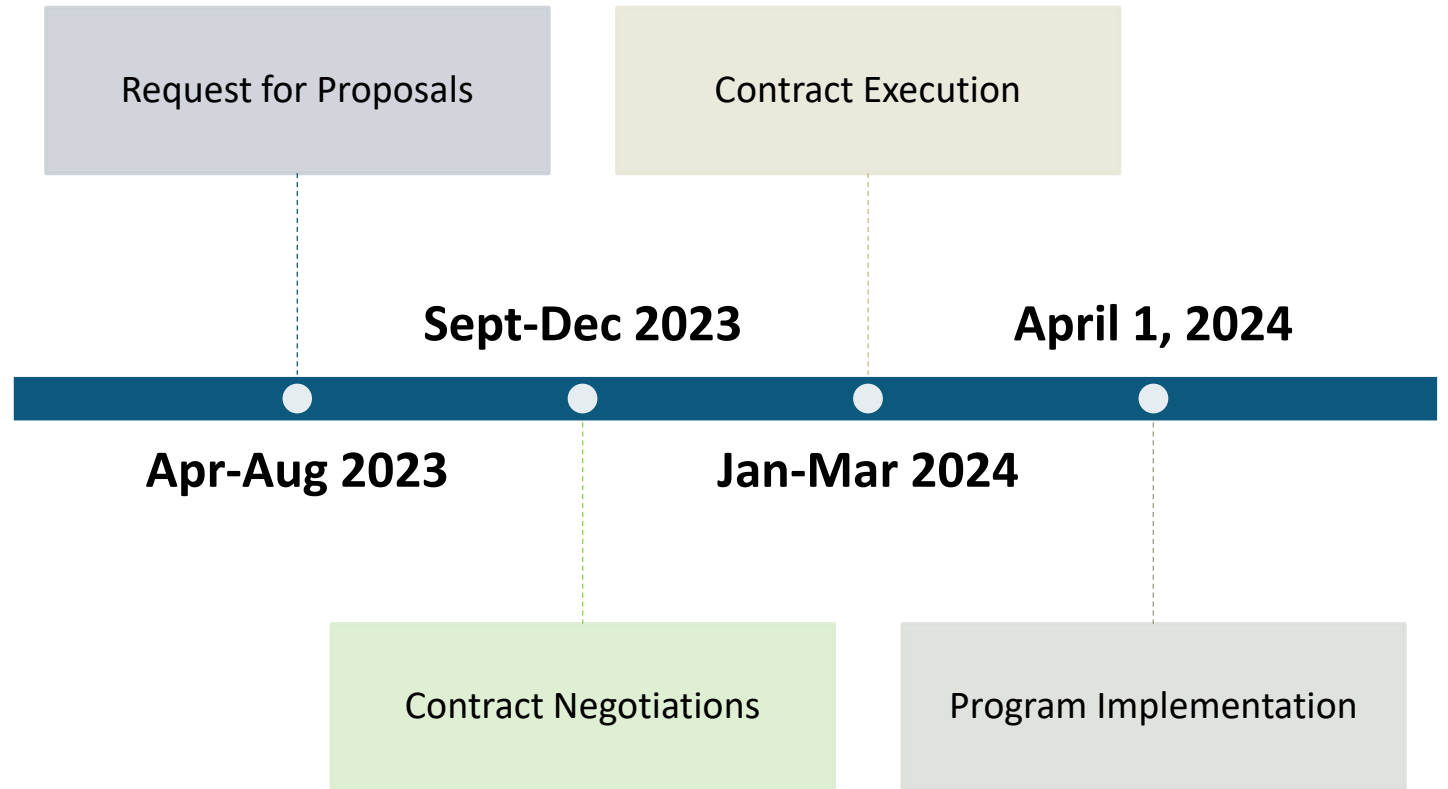 Request for Proposals
Contract Execution
Sept-Dec 2023
April 1, 2024
Apr-Aug 2023
Jan-Mar 2024
Contract Negotiations
Program Implementation